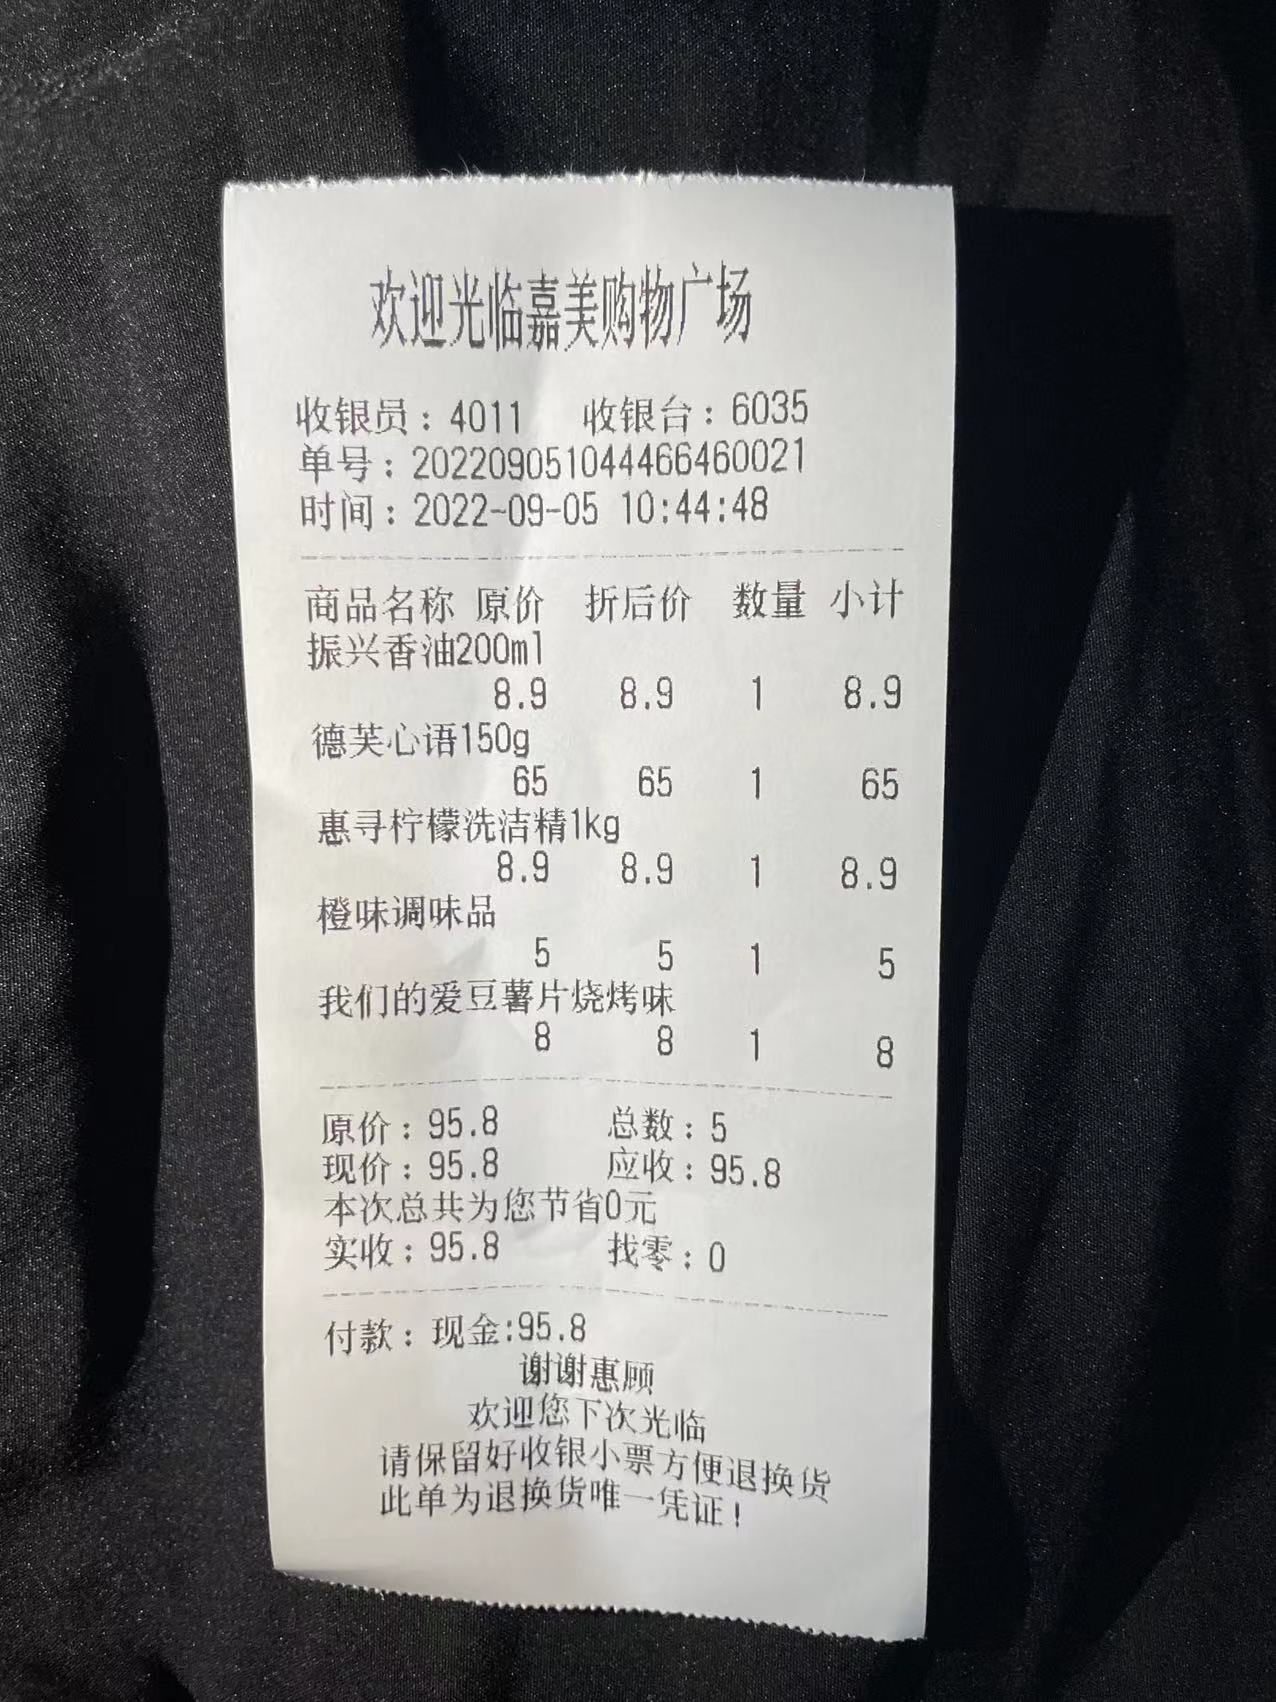 欢迎光临嘉美购物广场
收银员：4011 收银台：6035
单号：202209051044466460021
时间：2022-09-05 10:44:48
商品名称 原价 折后价 数量 小计
振兴香油200ml
8.9 8.9 1 8.9
德芙心语150g
65 65 1 65
惠寻柠檬洗洁精1kg
8.9 8.9 1 8.9
橙味调味品
5 5 1 5
我们的爱豆薯片烧烤味
8 8 1 8
原价：95.8 总数：5
现价：95.8 应收：95.8
本次总共为您节省0元
实收：95.8 找零：0
付款：现金:95.8
谢谢惠顾
欢迎您下次光临
请保留好收银小票方便退换货
此单为退换货唯一凭证！